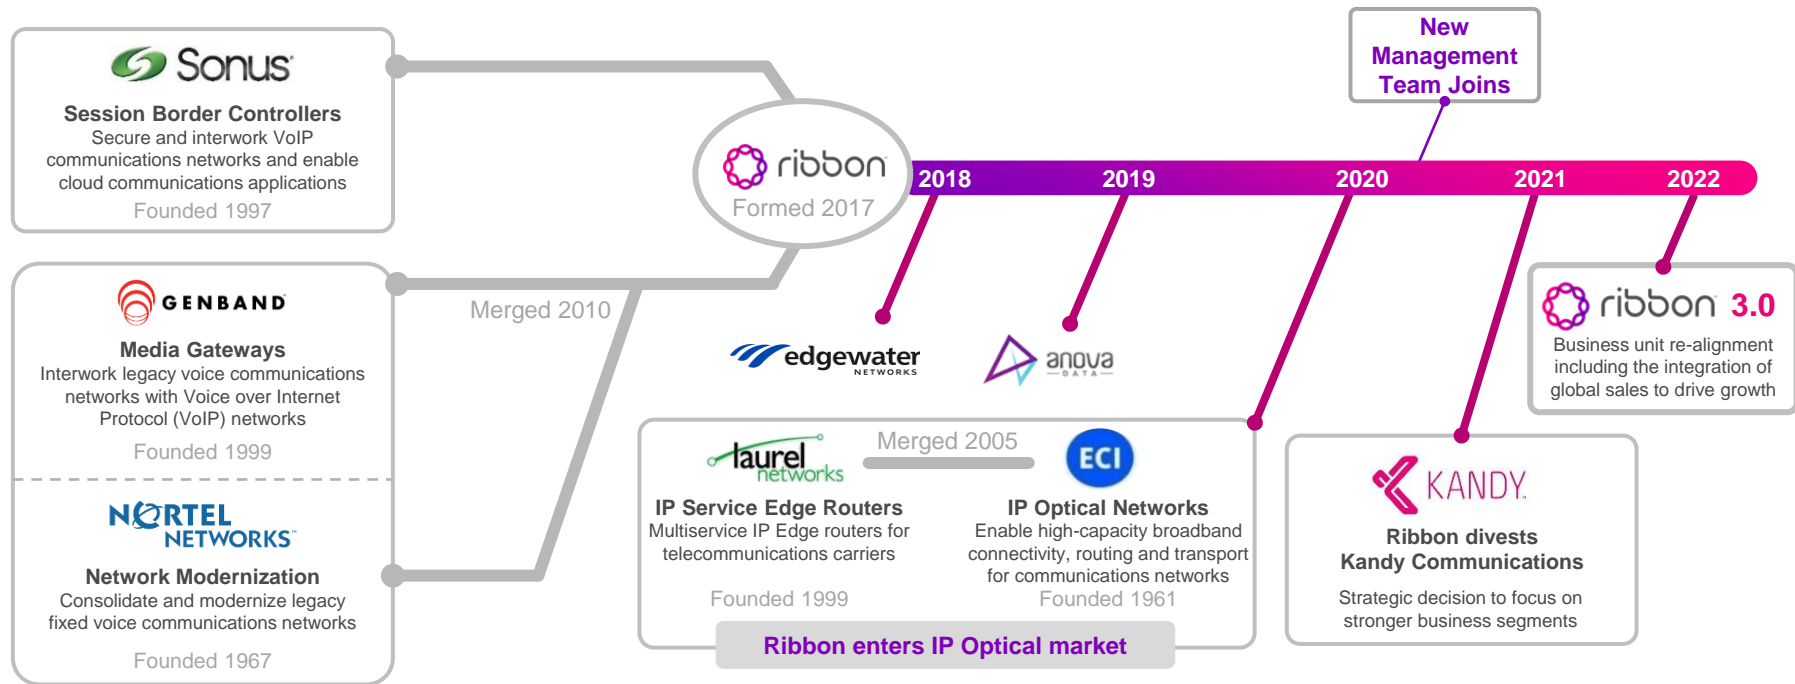 Sonus
Session Border Controllers
Secure and interwork VoIP
communications networks and enable
cloud communications applications
Founded 1997
GENBAND
Media Gateways
Interwork legacy voice communications
networks with Voice over Internet
Protocol (VoIP) networks
Founded 1999
NORTEL
NETWORKS™
Network Modernization
Consolidate and modernize legacy
fixed voice communications networks
Founded 1967
Merged 2010
ribbon
Formed 2017
2018
2019
2020
2021
2022
New
Management
Team Joins
edgewater
NETWORKS
anova
DATA
laurel
networks
Merged 2005
ECI
IP Service Edge Routers
Multiservice IP Edge routers for
telecommunications carriers
Founded 1999
IP Optical Networks
Enable high-capacity broadband
connectivity, routing and transport
for communications networks
Founded 1961
Ribbon enters IP Optical market
KANDY
Ribbon divests
Kandy Communications
Strategic decision to focus on
stronger business segments
ribbon 3.0
Business unit re-alignment
including the integration of
global sales to drive growth